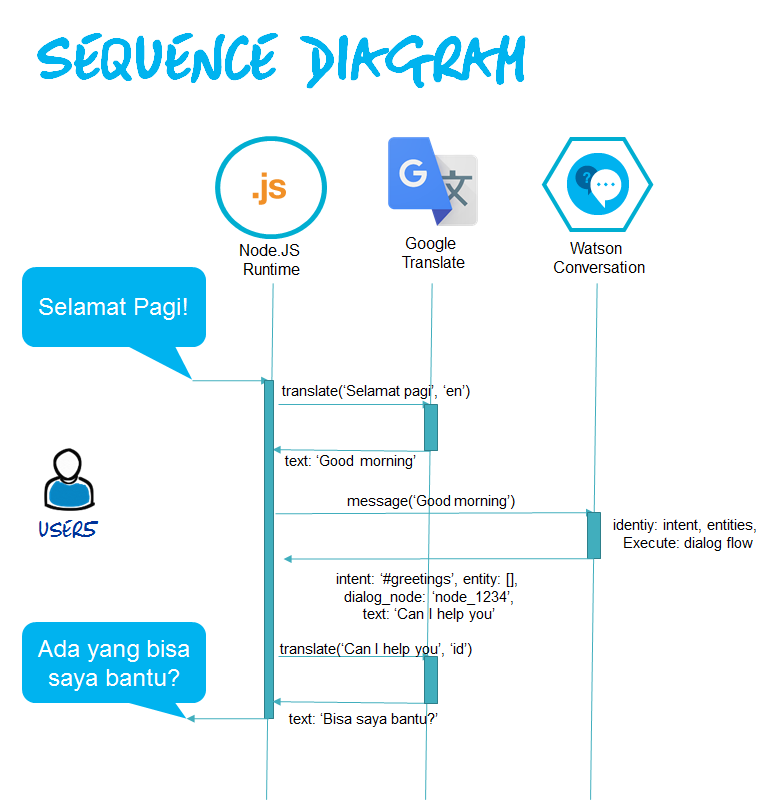 SEQUENCE DIAGRAM
.js
G
文
?
Node.JS
Runtime
Google
Translate
Watson
Conversation
Selamat Pagi!
translate(‘Selamat pagi’, ‘en’)
text: ‘Good morning’
USERS
message(‘Good morning’)
identiy: intent, entities,
Execute: dialog flow
intent: ‘#greetings’, entity: [],
dialog_node: ‘node_1234’,
text: ‘Can I help you’
Ada yang bisa
saya bantu?
translate(‘Can I help you’, ‘id’)
text: ‘Bisa saya bantu?’